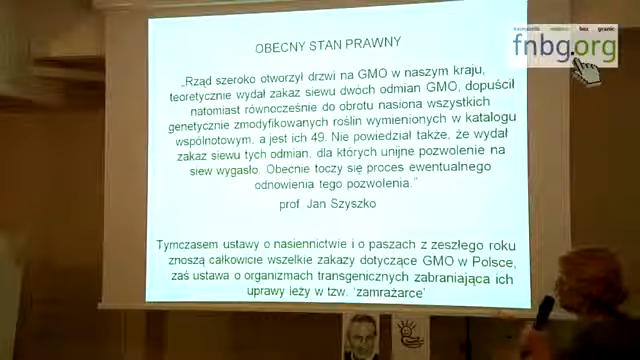 fnbg.org
OBECNY STAN PRAWNY
„Rząd szeroko otworzył drzwi na GMO w naszym kraju,
teoretycznie wydał zakaz siewu dwóch odmian GMO, dopuścił
natomiast równocześnie do obrotu nasiona wszystkich
genetycznie zmodyfikowanych roślin wymienionych w katalogu
wspólnotowym, a jest ich 49. Nie powiedział także, że wydał
zakaz siewu tych odmian, dla których unijne pozwolenie na
siew wygasło. Obecnie toczy się proces ewentualnego
odnowienia tego pozwolenia.”
prof. Jan Szyszko
Tymczasem ustawy o nasiennictwie i o paszach z zeszłego roku
znoszą całkowicie wszelkie zakazy dotyczące GMO w Polsce,
zaś ustawa o organizmach transgenicznych zabraniająca ich
uprawy leży w tzw. ‘zamrażarce’